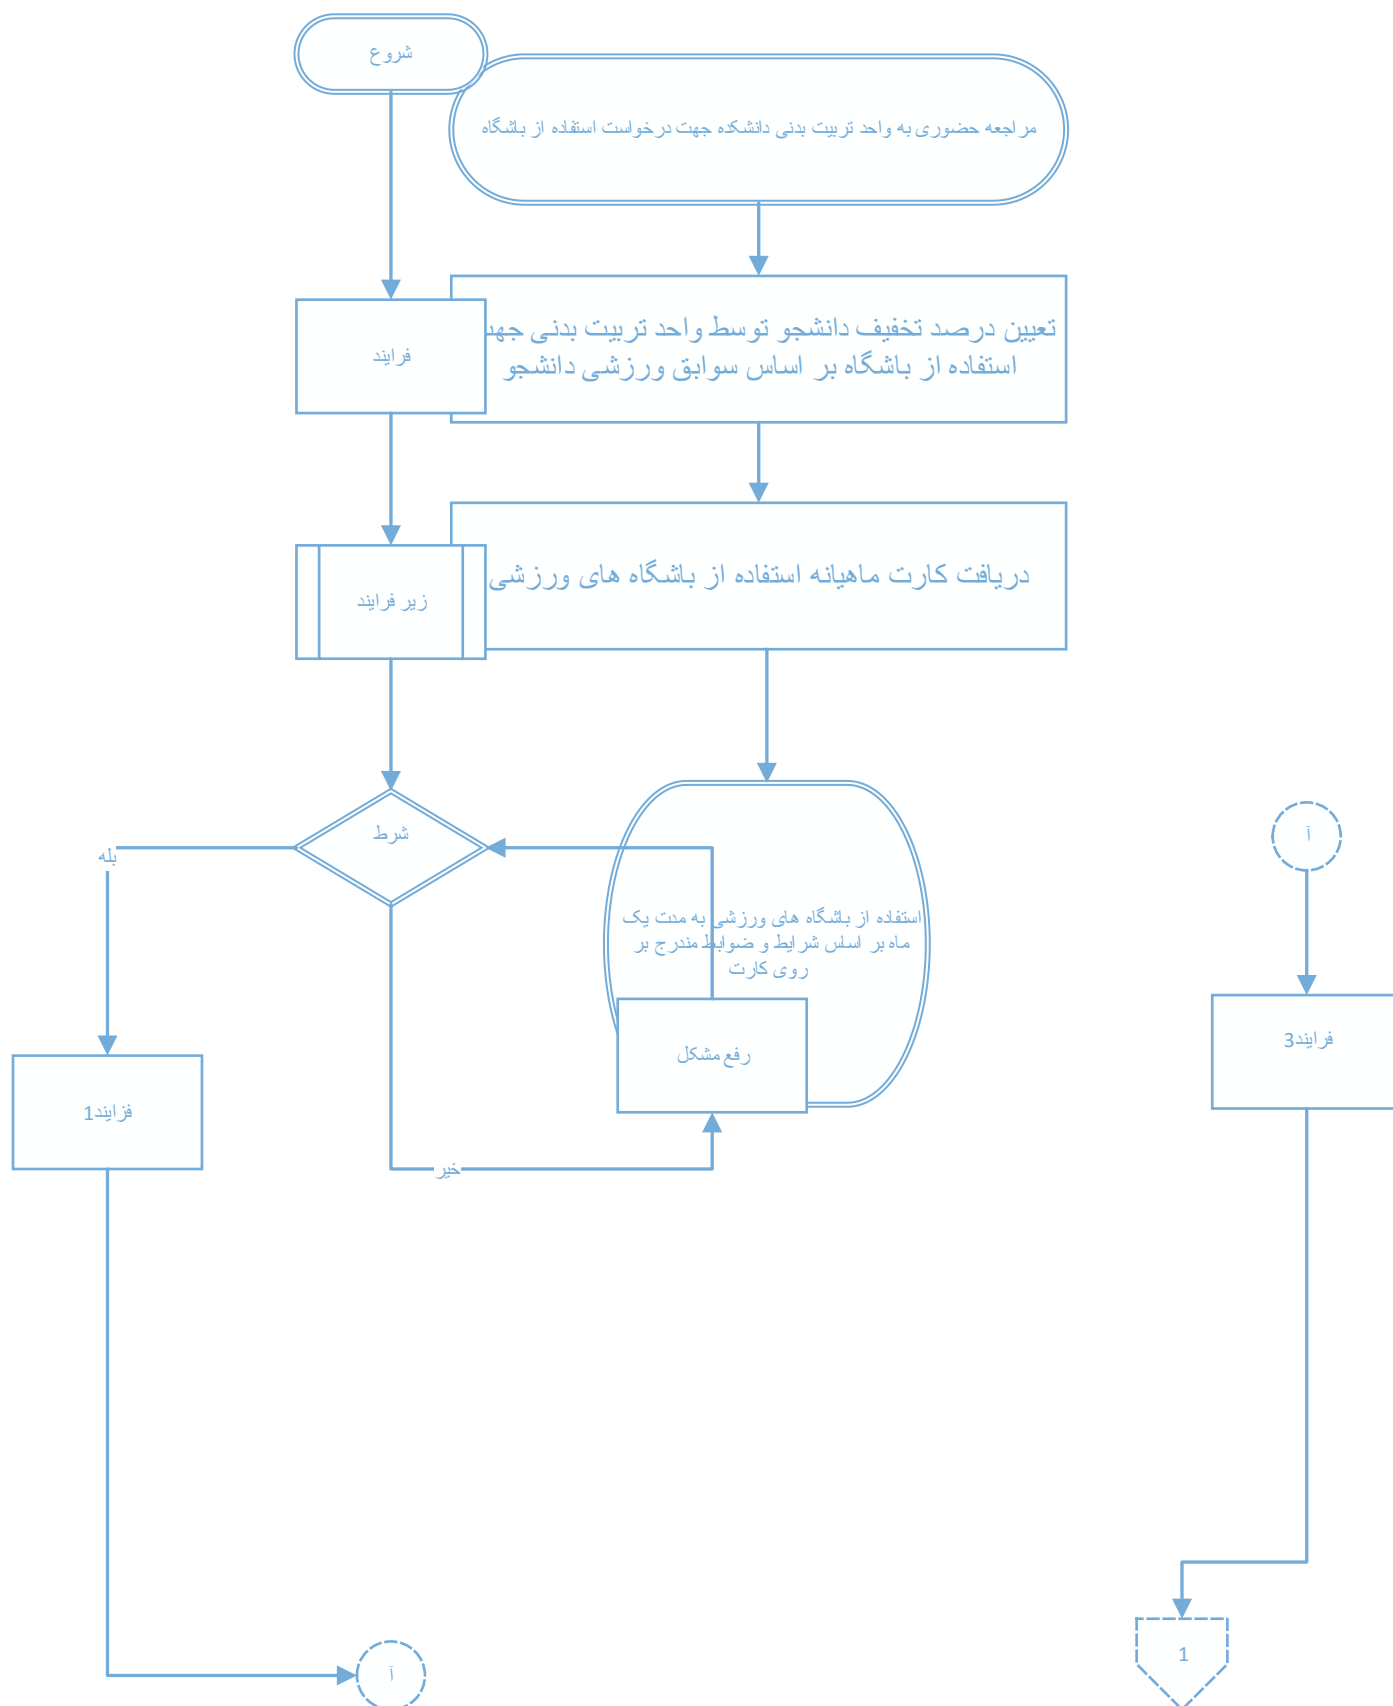 شروع
مراجعه حضوری به واحد تربیت بدنی دانشکده جهت درخواست استفاده از باشگاه
تعیین درصد تخفیف دانشجو توسط واحد تربیت بدنی
استفاده از باشگاه بر اساس سوابق ورزشی دانشجو
فرایند
دریافت کارت ماهیانه استفاده از باشگاه های ورزشی
زیر فرایند
شرط
آ
بله
استفاده از باشگاه های ورزشی به مدت یک
ماه بر اساس شرایط و ضوابط مندرج بر
روی کارت
فرایند3
رفع مشکل
فزایند1
خیر
1
آ